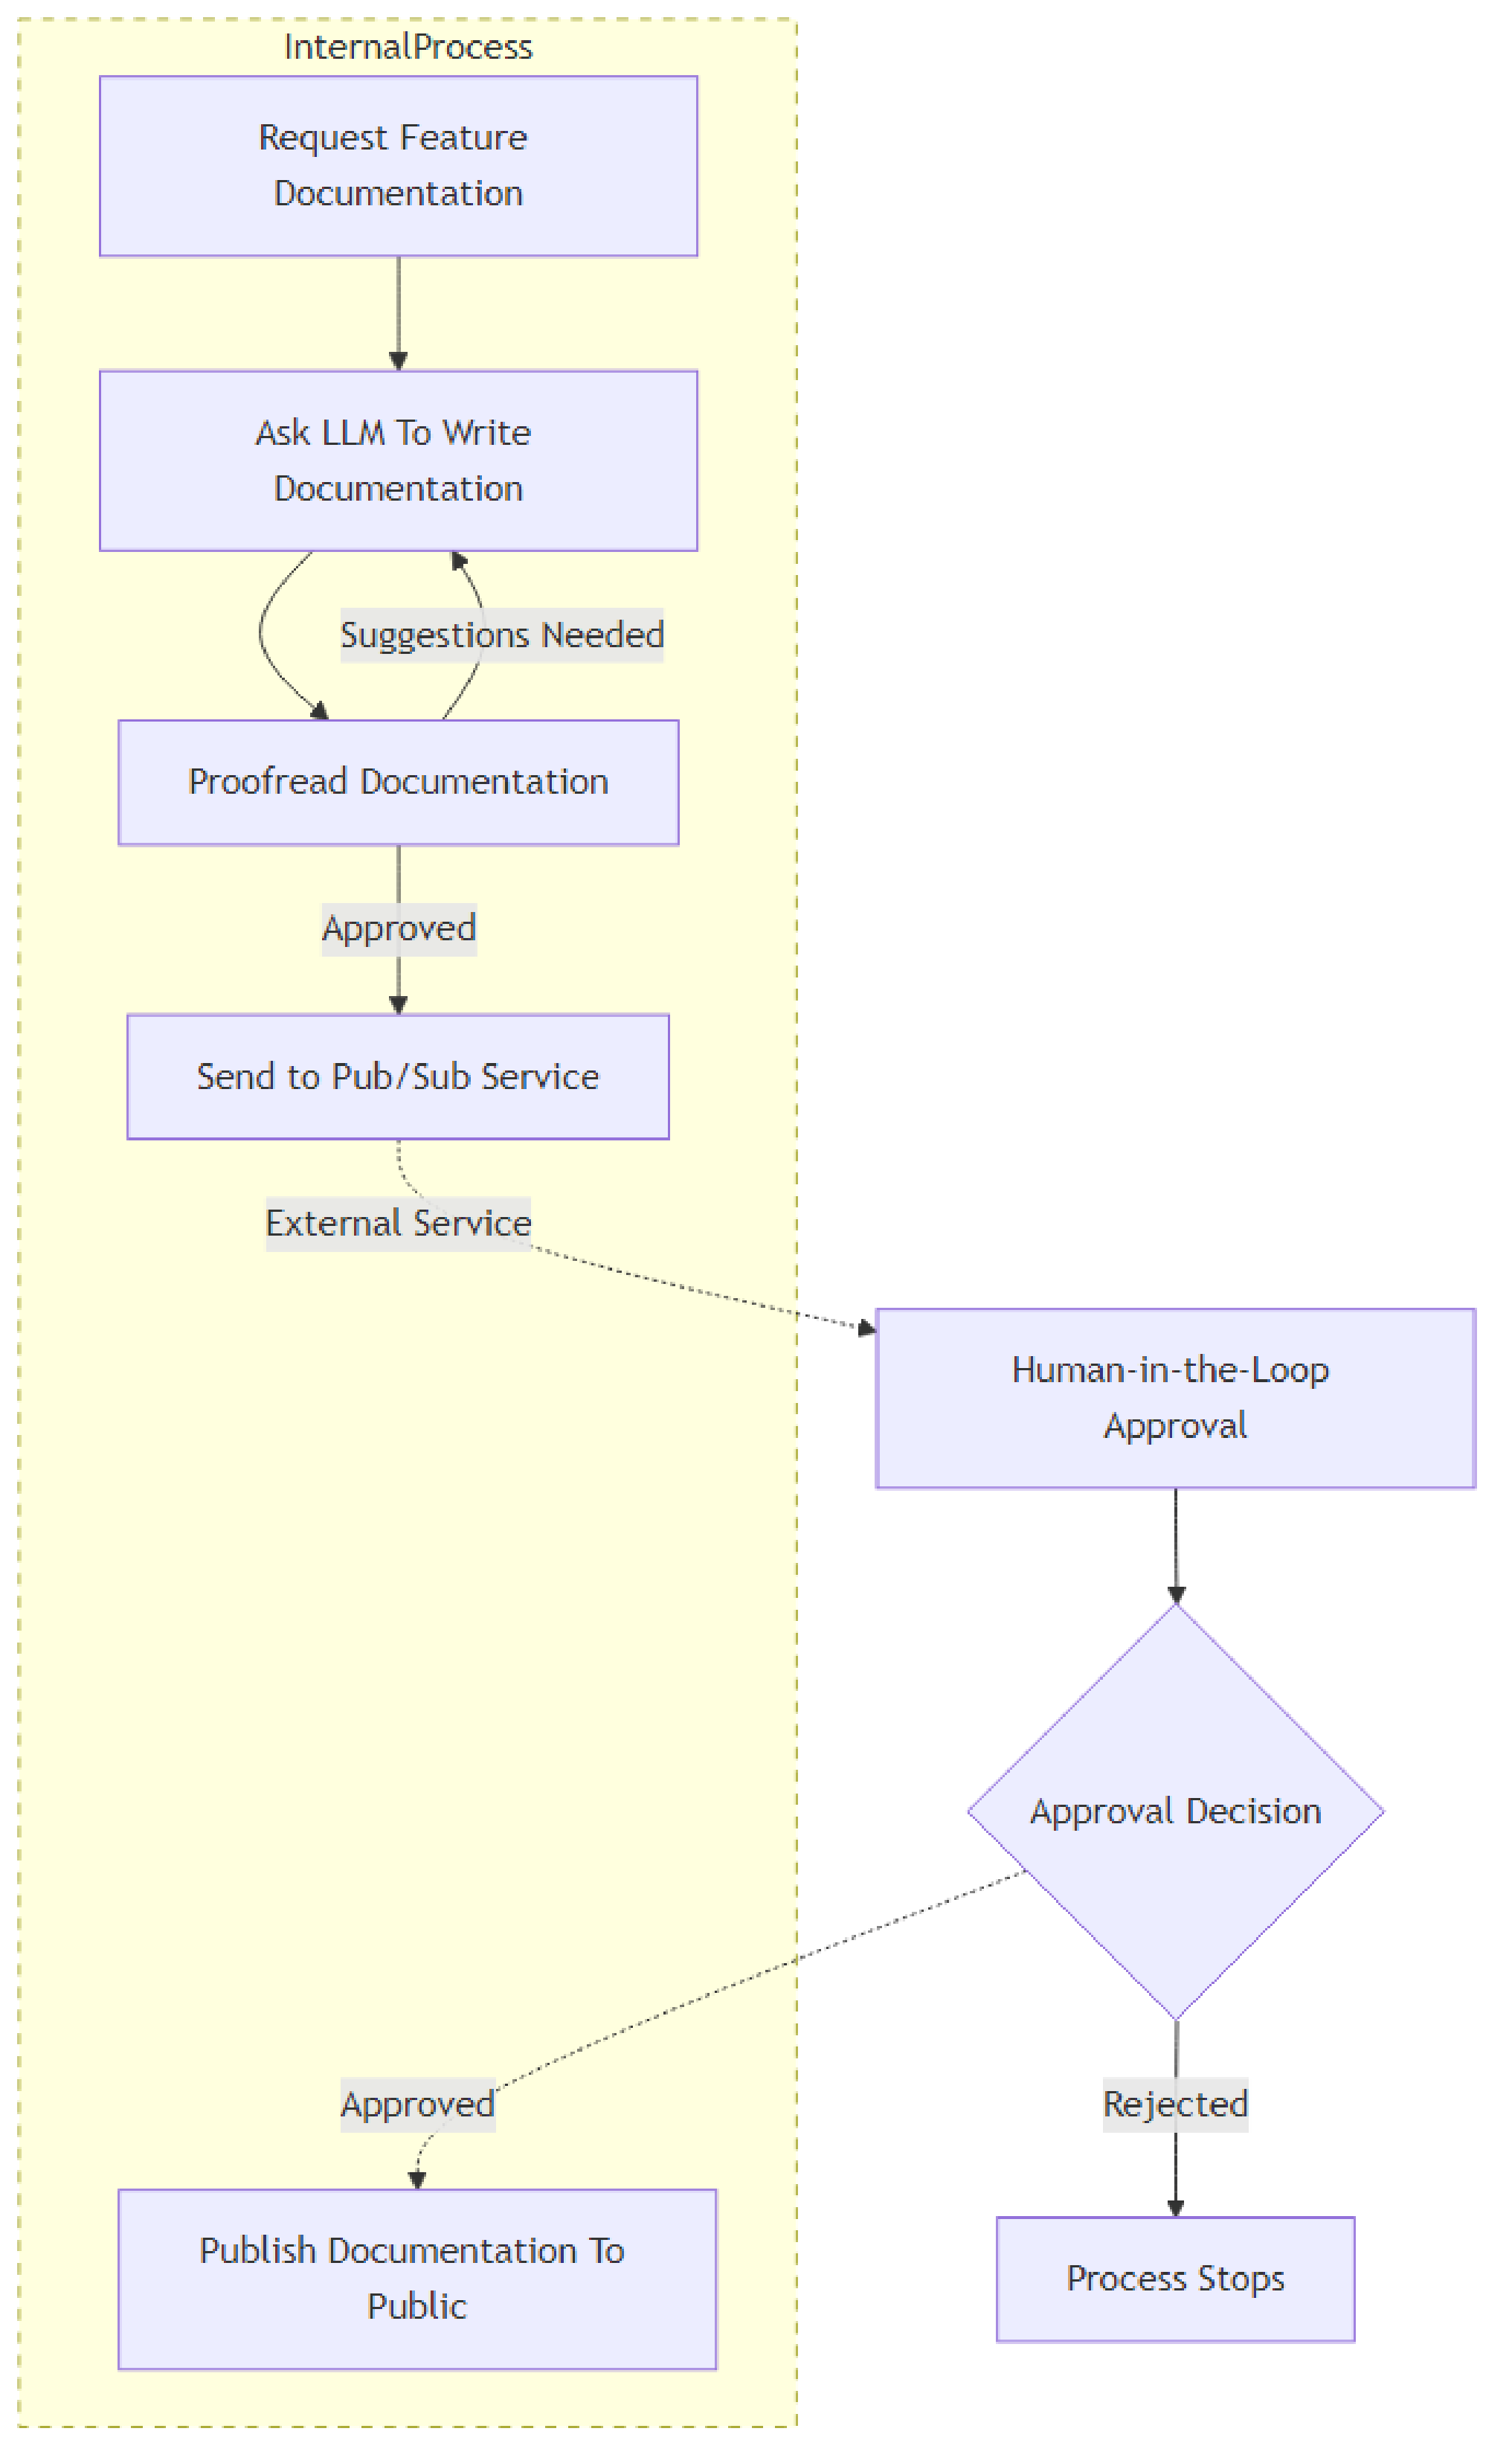 InternalProcess
Request Feature
Documentation
Ask LLM To Write
Documentation
Suggestions Needed
Proofread Documentation
Approved
Send to Pub/Sub Service
External Service
Human-in-the-Loop
Approval
Approval Decision
Approved
Rejected
Publish Documentation To
Public
Process Stops